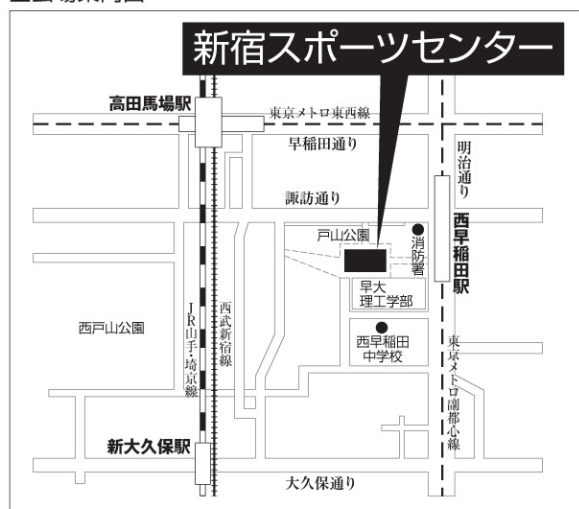 新宿スポーツセンター
高田馬場駅
東京メトロ東西線
早稲田通り
明治通り
諏訪通り
戸山公園
消防署
西早稲田駅
早大
理工学部
西戸山公園
JR山手・埼京線
西武新宿線
西早稲田
中学校
東京メトロ副都心線
新大久保駅
大久保通り